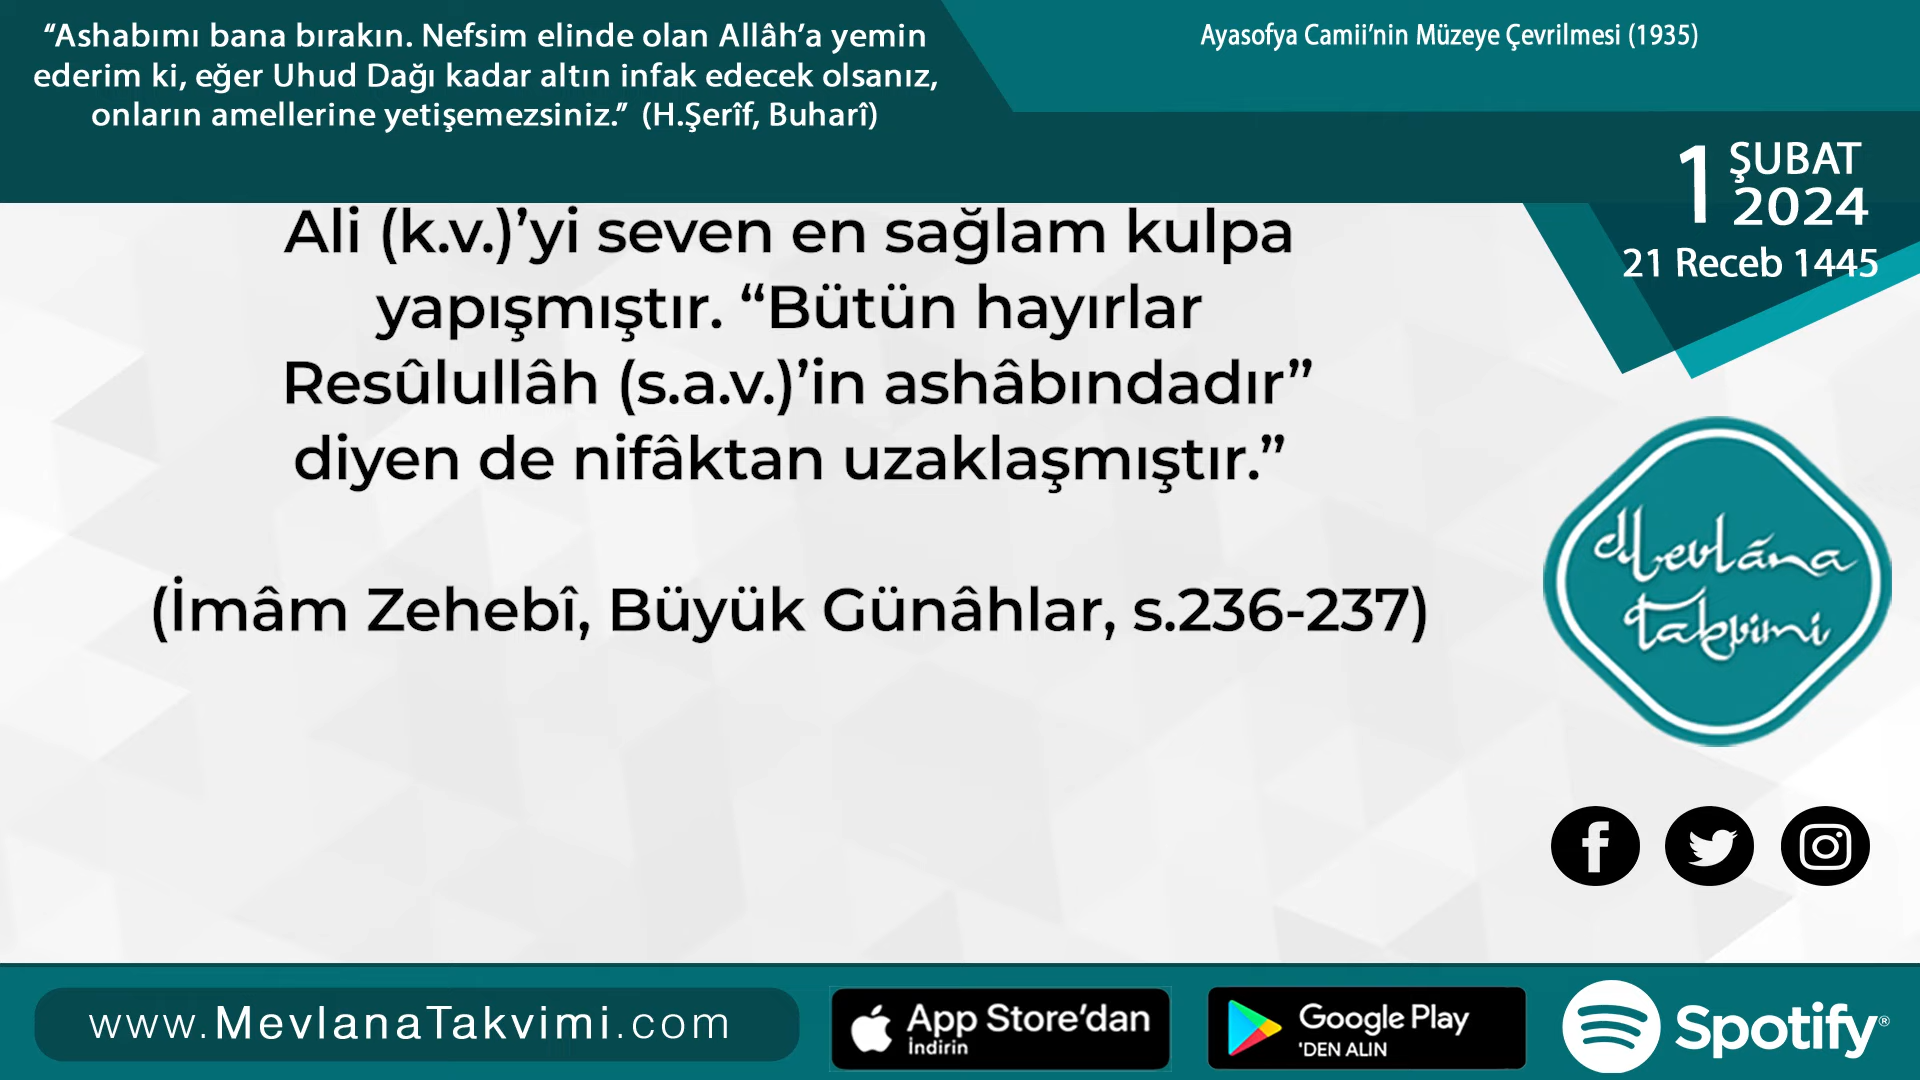 “Ashabımı bana bırakın. Nefsim elinde olan Allâh’a yemin
ederim ki, eğer Uhud Dağı kadar altın infak edecek olsanız,
onların amellerine yetişemezsiniz.” (H.Şerîf, Buharî)
Ayasofya Camii’nin Müzeye Çevrilmesi (1935)
1 ŞUBAT
2024
21 Receb 1445
Ali (k.v.)’yi seven en sağlam kulpa
yapışmıştır. “Bütün hayırlar
Resûlullâh (s.a.v.)’in ashâbındadır”
diyen de nifâktan uzaklaşmıştır.”
(İmâm Zehebî, Büyük Günâhlar, s.236-237)
Mevlâna
Takvimi
www.MevlanaTakvimi.com
App Store’dan
İndirin
Google Play
'DEN ALIN
Spotify®